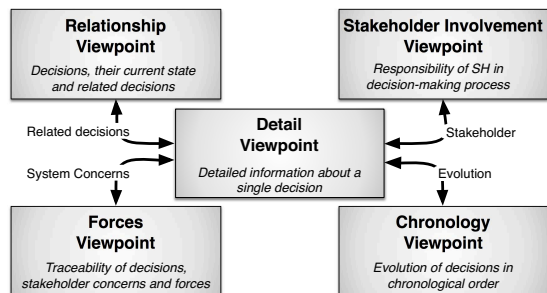 Relationship
Viewpoint
Decisions, their current state
and related decisions
Stakeholder Involvement
Viewpoint
Responsibility of SH in
decision-making process
Related decisions
Detail
Viewpoint
Detailed information about a
single decision
Stakeholder
System Concerns
Evolution
Forces
Viewpoint
Traceability of decisions,
stakeholder concerns and forces
Chronology
Viewpoint
Evolution of decisions in
chronological order